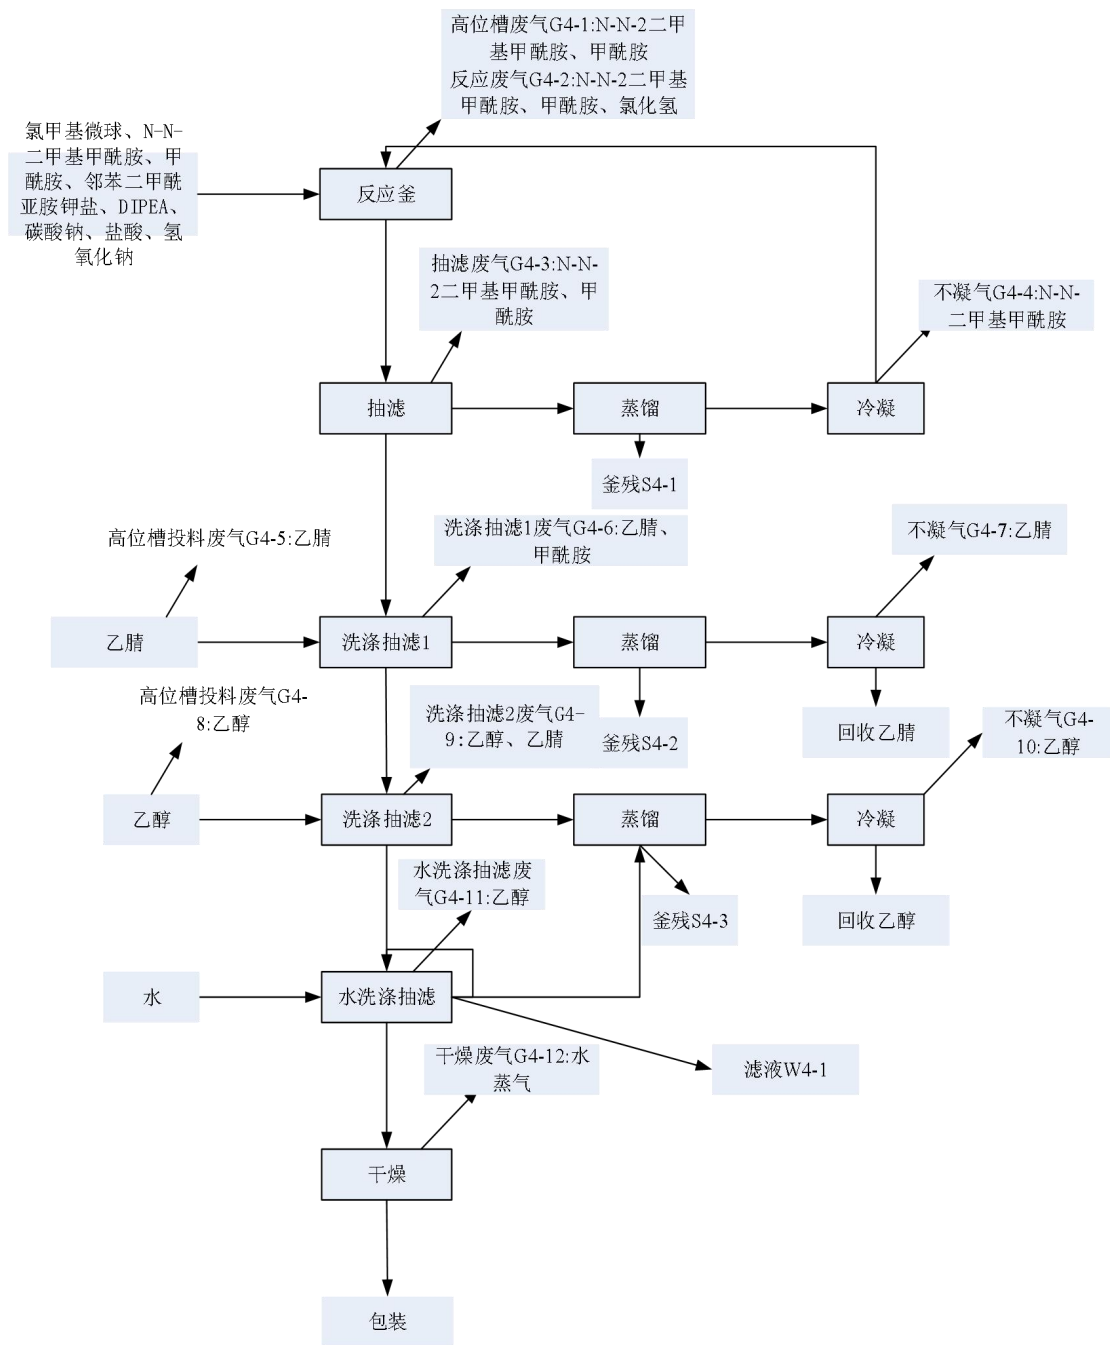 高位槽废气G4-1:N-N-2二甲
基甲酰胺、甲酰胺
反应废气G4-2:N-N-2二甲基
甲酰胺、甲酰胺、氯化氢
氯甲基微球、N-N-
二甲基甲酰胺、甲
酰胺、邻苯二甲酰
亚胺钾盐、DIPEA、
碳酸钠、盐酸、氢
氧化钠
反应釜
抽滤废气G4-3:N-N-
2二甲基甲酰胺、甲
酰胺
不凝气G4-4:N-N-
二甲基甲酰胺
抽滤
蒸馏
冷凝
釜残S4-1
高位槽投料废气G4-5:乙腈
洗涤抽滤1废气G4-6:乙腈、
甲酰胺
不凝气G4-7:乙腈
乙腈
洗涤抽滤1
蒸馏
冷凝
高位槽投料废气G4-
8:乙醇
洗涤抽滤2废气G4-
9:乙醇、乙腈
釜残S4-2
回收乙腈
不凝气G4-
10:乙醇
乙醇
洗涤抽滤2
蒸馏
冷凝
水洗涤抽滤废
气G4-11:乙醇
釜残S4-3
回收乙醇
水
水洗涤抽滤
干燥废气G4-12:水
蒸气
滤液W4-1
干燥
包装